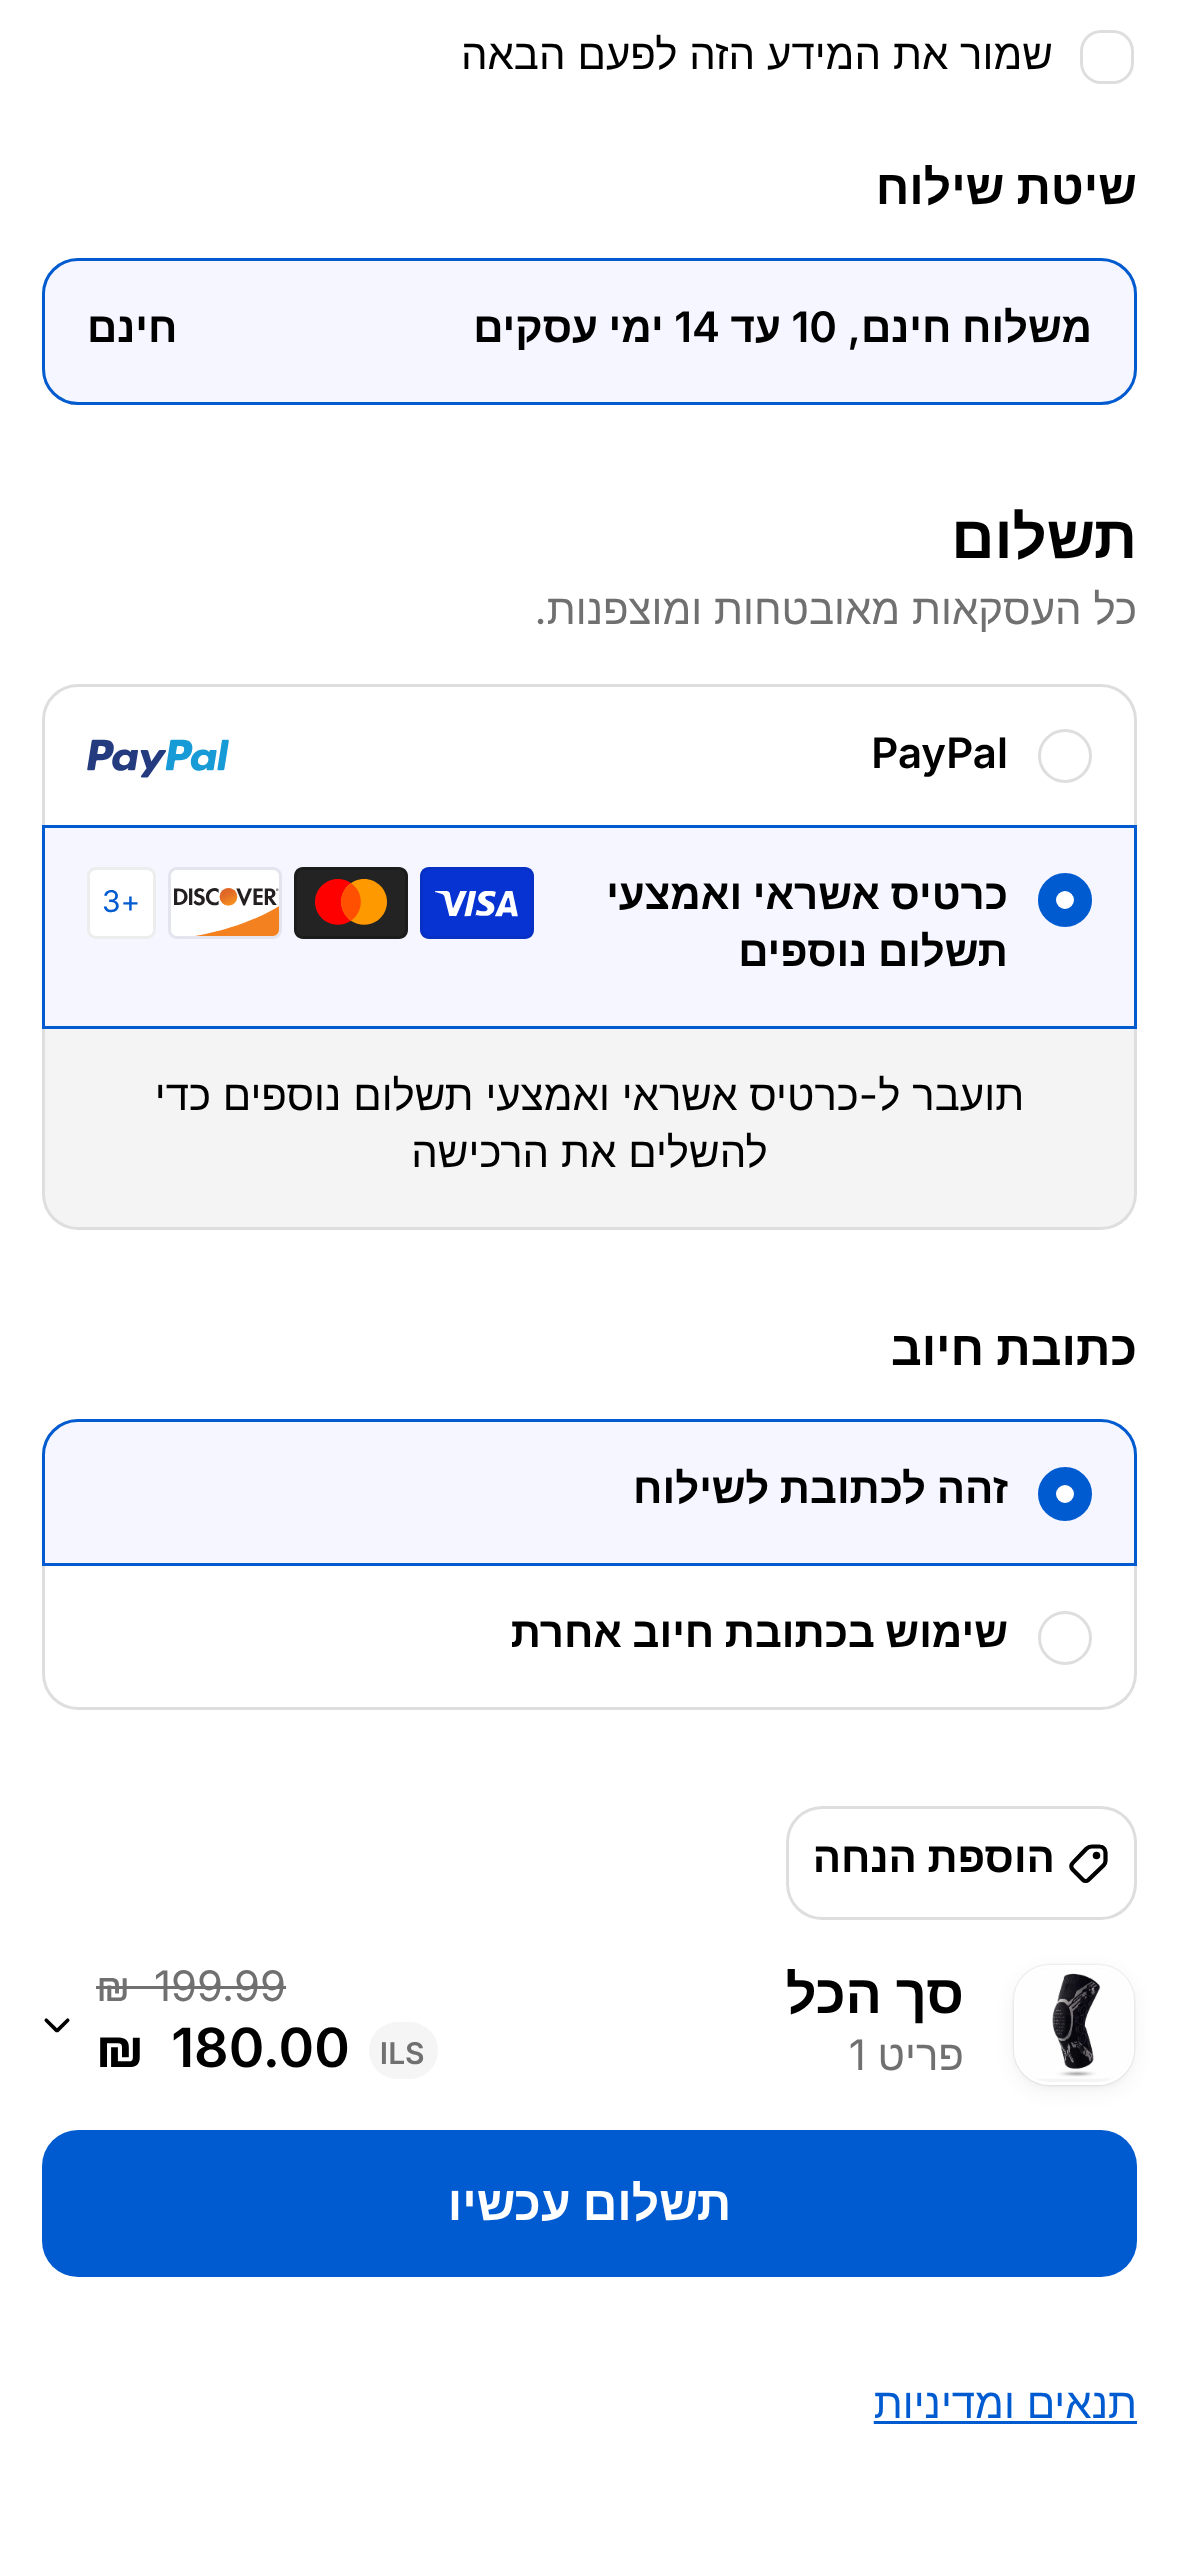 שמור את המידע הזה לפעם הבאה
שיטת שילוח
משלוח חינם, 10 עד 14 ימי עסקים
חינם
תשלום
כל העסקאות מאובטחות ומוצפנות.
PayPal
PayPal
כרטיס אשראי ואמצעי
תשלום נוספים
VISA
DISCOVER
+3
תועבר ל-כרטיס אשראי ואמצעי תשלום נוספים כדי
להשלים את הרכישה
כתובת חיוב
זהה לכתובת לשילוח
שימוש בכתובת חיוב אחרת
הוספת הנחה
סך הכל
פריט 1
199.99 ₪
ILS
180.00 ₪
תשלום עכשיו
תנאים ומדיניות